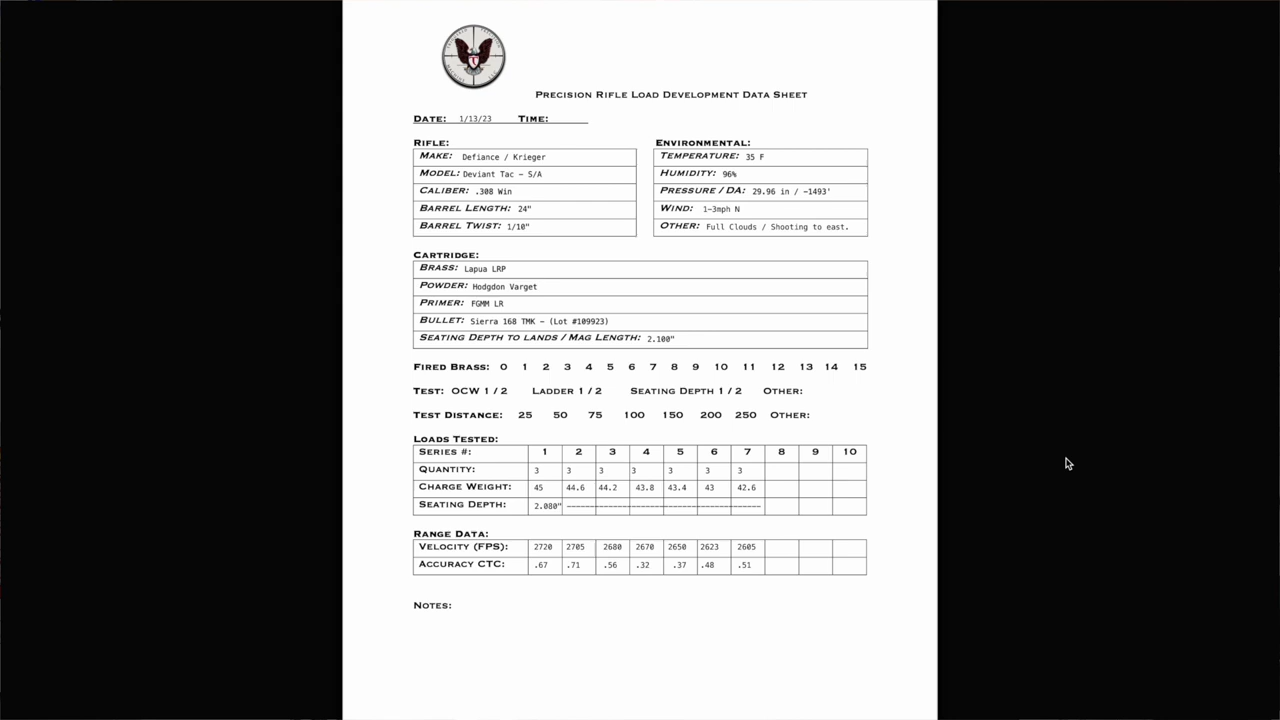 PRECISION RIFLE LOAD DEVELOPMENT DATA SHEET
DATE: 1/13/23 TIME:
RIFLE:
MAKE: Defiance / Krieger
MODEL: Deviant Tac - S/A
CALIBER: .308 Win
BARREL LENGTH: 24"
BARREL TWIST: 1/10"
ENVIRONMENTAL:
TEMPERATURE: 35 F
HUMIDITY: 96%
PRESSURE / DA: 29.96 in / -1493'
WIND: 1-3mph N
OTHER: Full Clouds / Shooting to east.
CARTRIDGE:
BRASS: Lapua LRP
POWDER: Hodgdon Varget
PRIMER: FGMM LR
BULLET: Sierra 168 TMK - (Lot #109923)
SEATING DEPTH TO LANDS / MAG LENGTH: 2.100"
FIRED BRASS: 0 1 2 3 4 5 6 7 8 9 10 11 12 13 14 15
TEST: OCW 1 / 2 LADDER 1 / 2 SEATING DEPTH 1 / 2 OTHER:
TEST DISTANCE: 25 50 75 100 150 200 250 OTHER:
LOADS TESTED:
SERIES #: 1 2 3 4 5 6 7 8 9 10
QUANTITY: 3 3 3 3 3 3 3
CHARGE WEIGHT: 45 44.6 44.2 43.8 43.4 43 42.6
SEATING DEPTH: 2.080" ------------------------------------------
RANGE DATA:
VELOCITY (FPS): 2720 2705 2680 2670 2650 2623 2605
ACCURACY CTC: .67 .71 .56 .32 .37 .48 .51
NOTES: